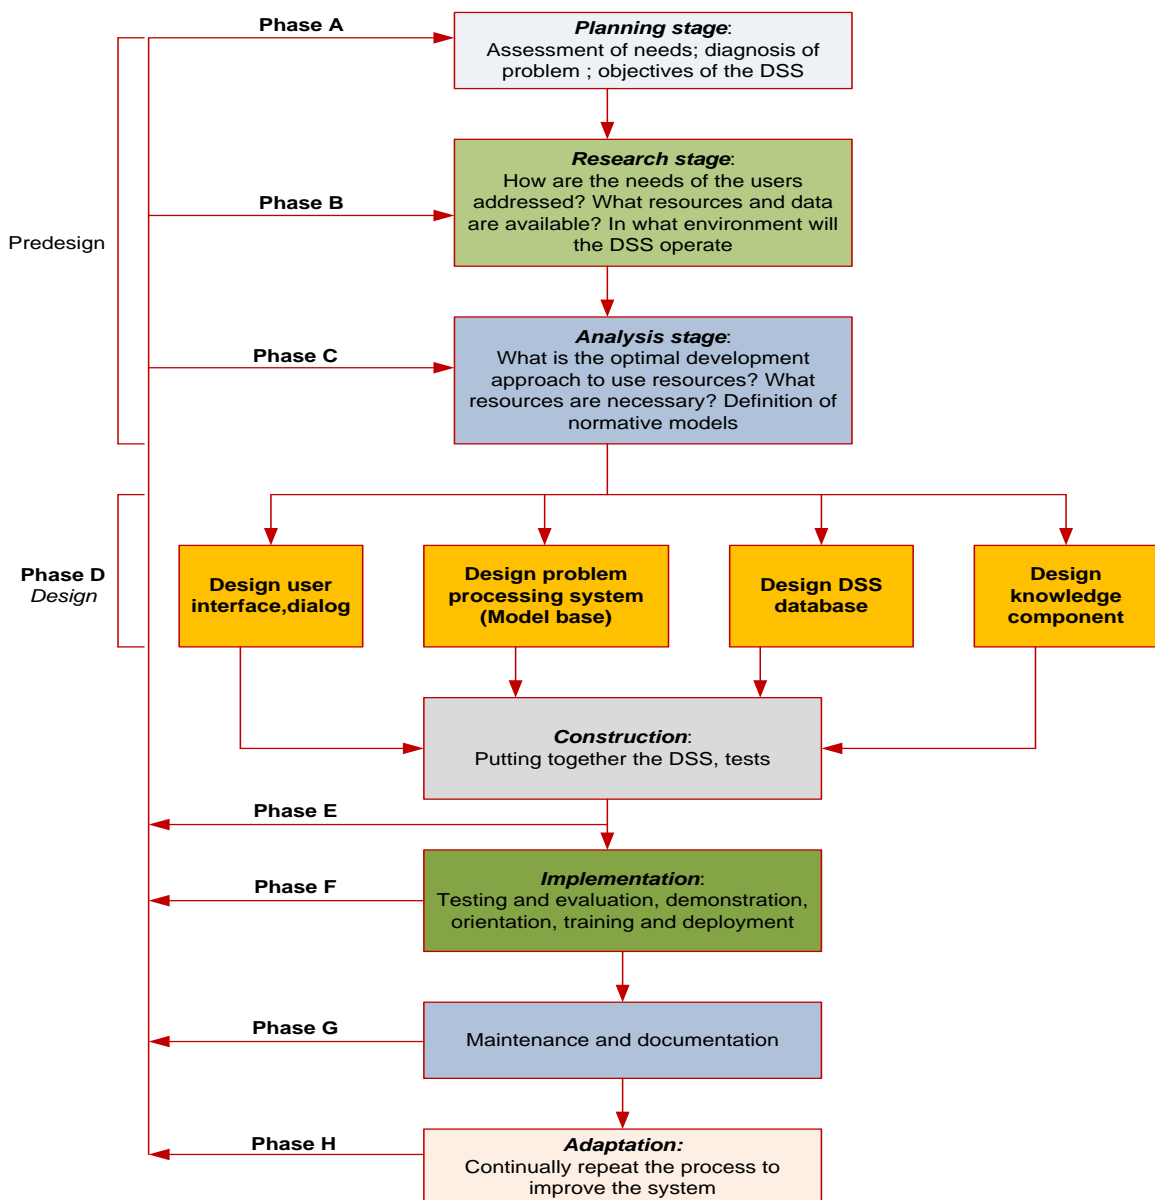 Phase A
Planning stage:
Assessment of needs; diagnosis of
problem ; objectives of the DSS
Phase B
Research stage:
How are the needs of the users
addressed? What resources and data
are available? In what environment will
the DSS operate
Predesign
Phase C
Analysis stage:
What is the optimal development
approach to use resources? What
resources are necessary? Definition of
normative models
Phase D
Design
Design user
interface,dialog
Design problem
processing system
(Model base)
Design DSS
database
Design
knowledge
component
Construction:
Putting together the DSS, tests
Phase E
Phase F
Implementation:
Testing and evaluation, demonstration,
orientation, training and deployment
Phase G
Maintenance and documentation
Phase H
Adaptation:
Continually repeat the process to
improve the system